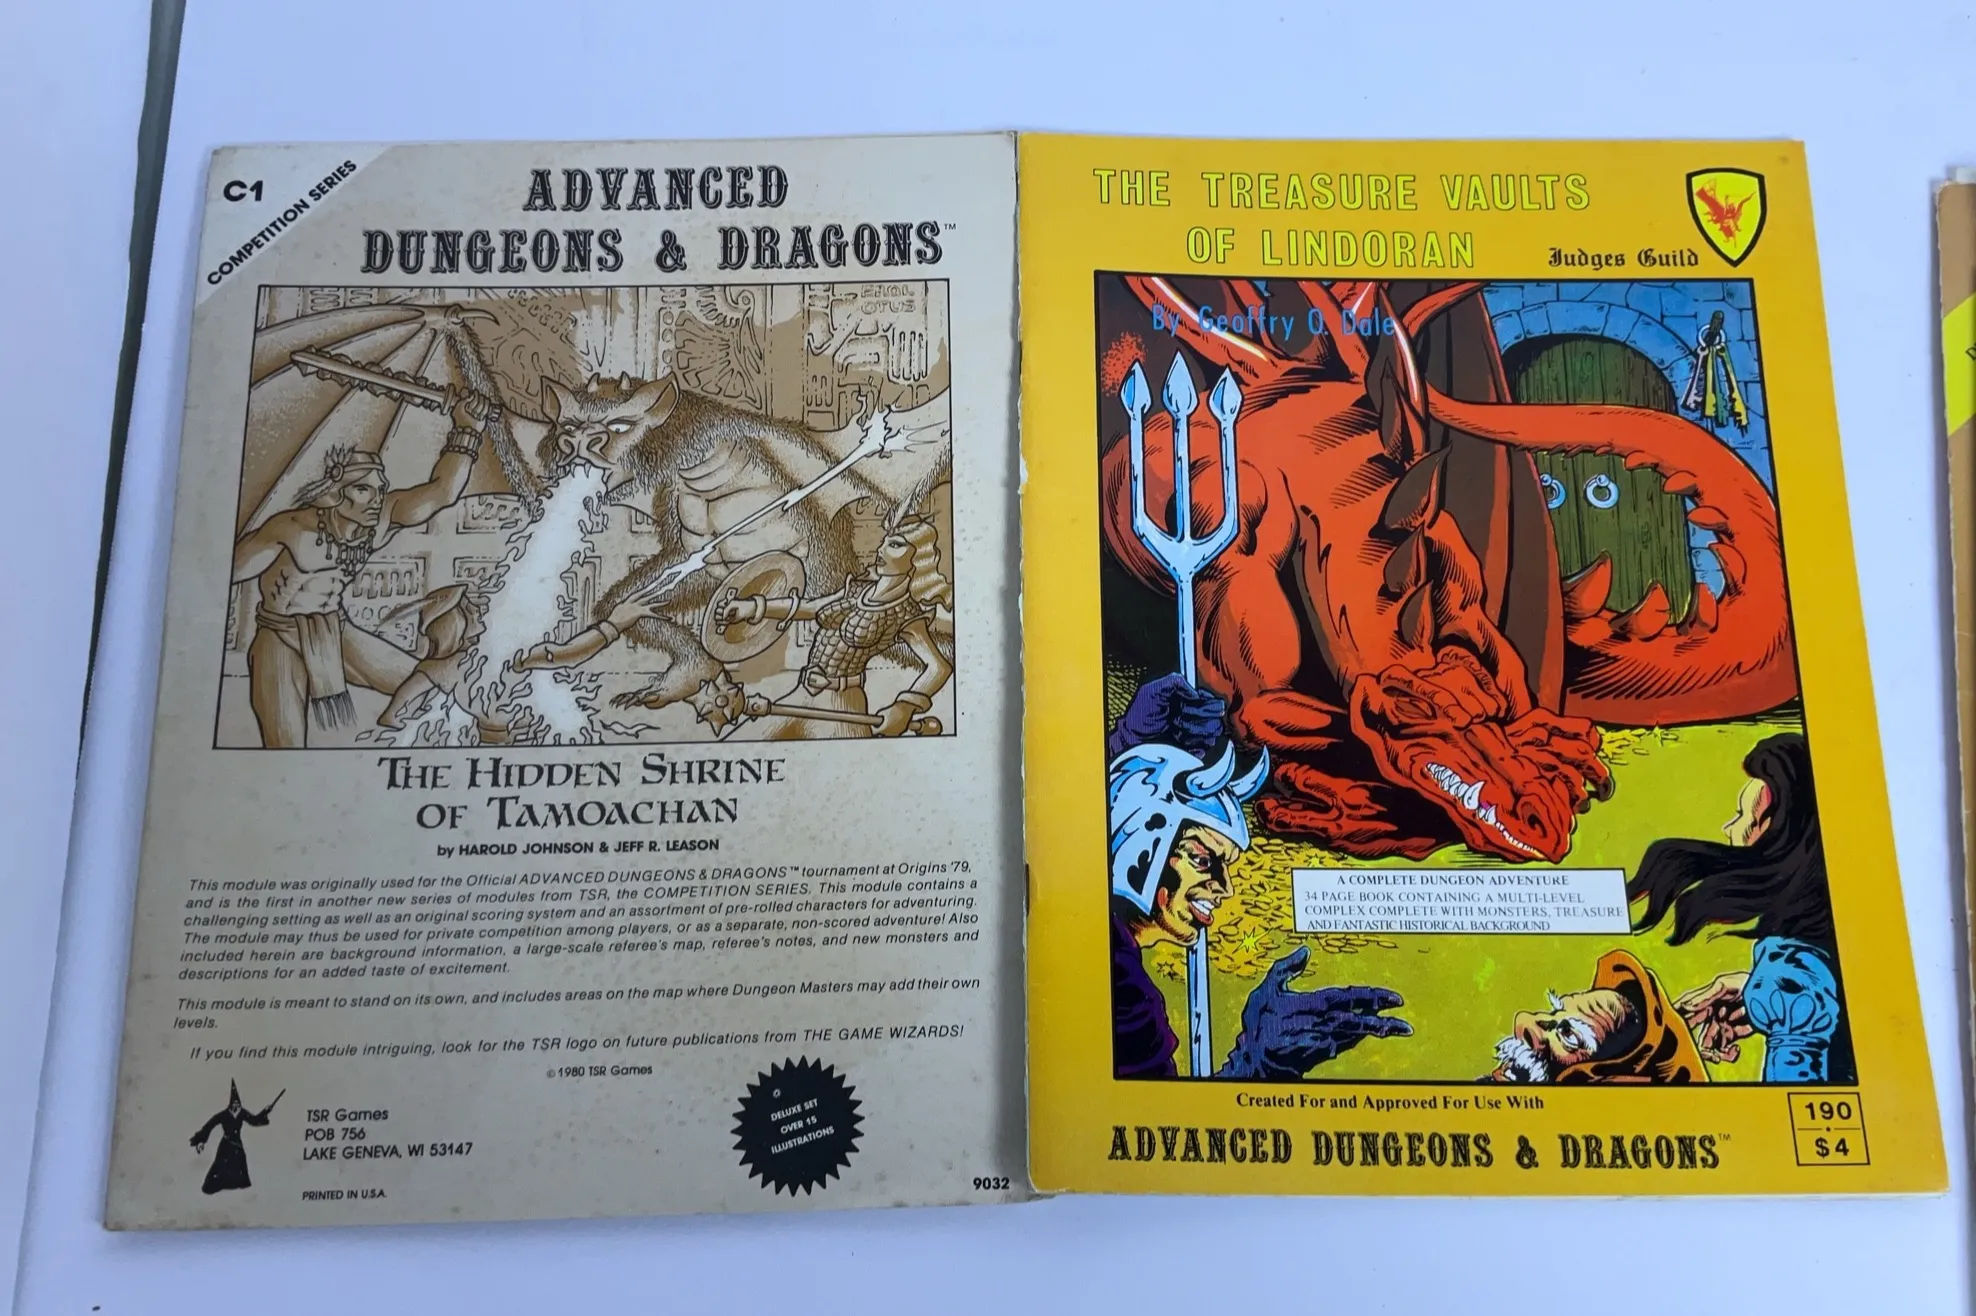 C1
COMPETITION SERIES
ADVANCED
DUNGEONS & DRAGONS™
EROL
OTUS
THE HIDDEN SHRINE
OF TAMOACHAN
by HAROLD JOHNSON & JEFF R. LEASON
This module was originally used for the Official ADVANCED DUNGEONS & DRAGONS™ tournament at Origins '79,
and is the first in another new series of modules from TSR, the COMPETITION SERIES. This module contains a
challenging setting as well as an original scoring system and an assortment of pre-rolled characters for adventuring.
The module may thus be used for private competition among players, or as a separate, non-scored adventure! Also
included herein are background information, a large-scale referee's map, referee's notes, and new monsters and
descriptions for an added taste of excitement.
This module is meant to stand on its own, and includes areas on the map where Dungeon Masters may add their own
levels.
If you find this module intriguing, look for the TSR logo on future publications from THE GAME WIZARDS!
© 1980 TSR Games
TSR Games
POB 756
LAKE GENEVA, WI 53147
PRINTED IN U.S.A.
DELUXE SET
OVER 15
ILLUSTRATIONS
9032
THE TREASURE VAULTS
OF LINDORAN
Judges Guild
By Geoffry O. Dale
A COMPLETE DUNGEON ADVENTURE
34 PAGE BOOK CONTAINING A MULTI-LEVEL
COMPLEX COMPLETE WITH MONSTERS, TREASURE
AND FANTASTIC HISTORICAL BACKGROUND
Created For and Approved For Use With
ADVANCED DUNGEONS & DRAGONS™
190
$4